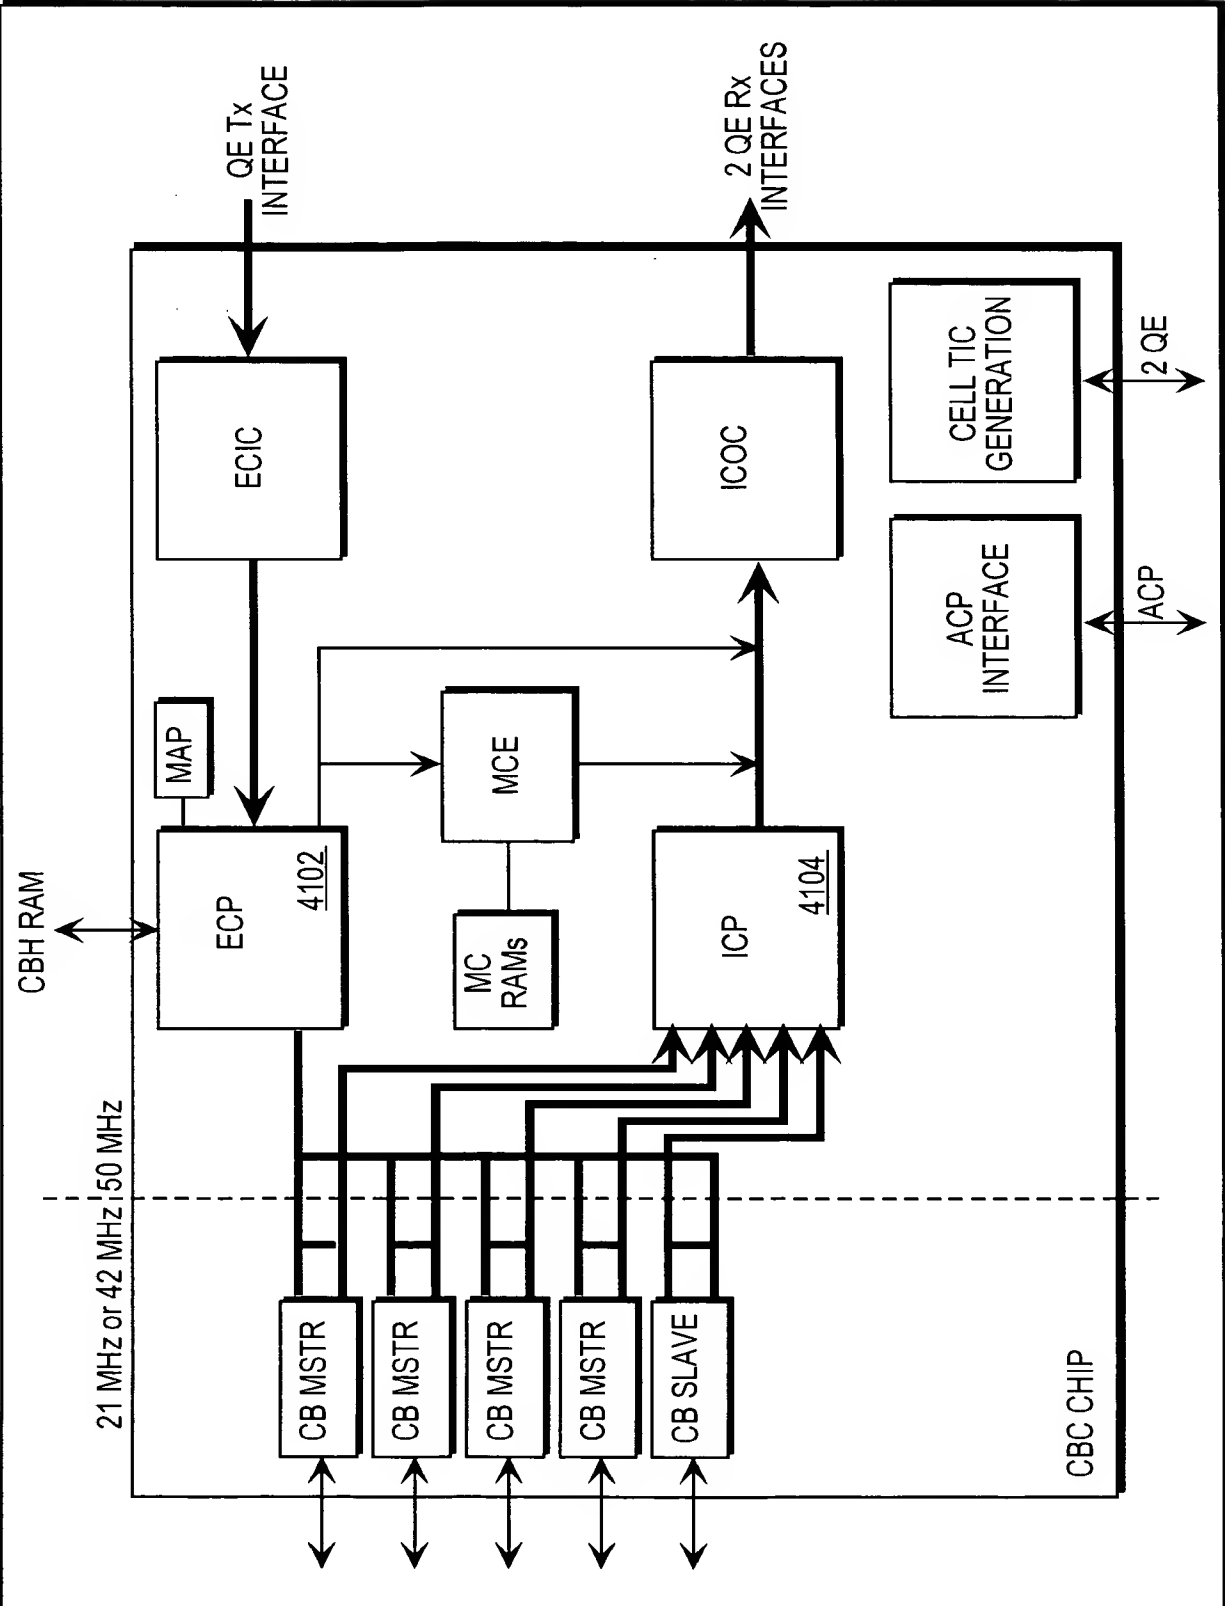 CBH RAM
QE Tx
INTERFACE
21 MHz or 42 MHz
50 MHz
MAP
ECP
4102
ECIC
CB MSTR
CB MSTR
CB MSTR
CB MSTR
CB SLAVE
MC
RAMs
MCE
ICP
4104
ICOC
2 QE Rx
INTERFACES
ACP
INTERFACE
CELL TIC
GENERATION
CBC CHIP
ACP
2 QE